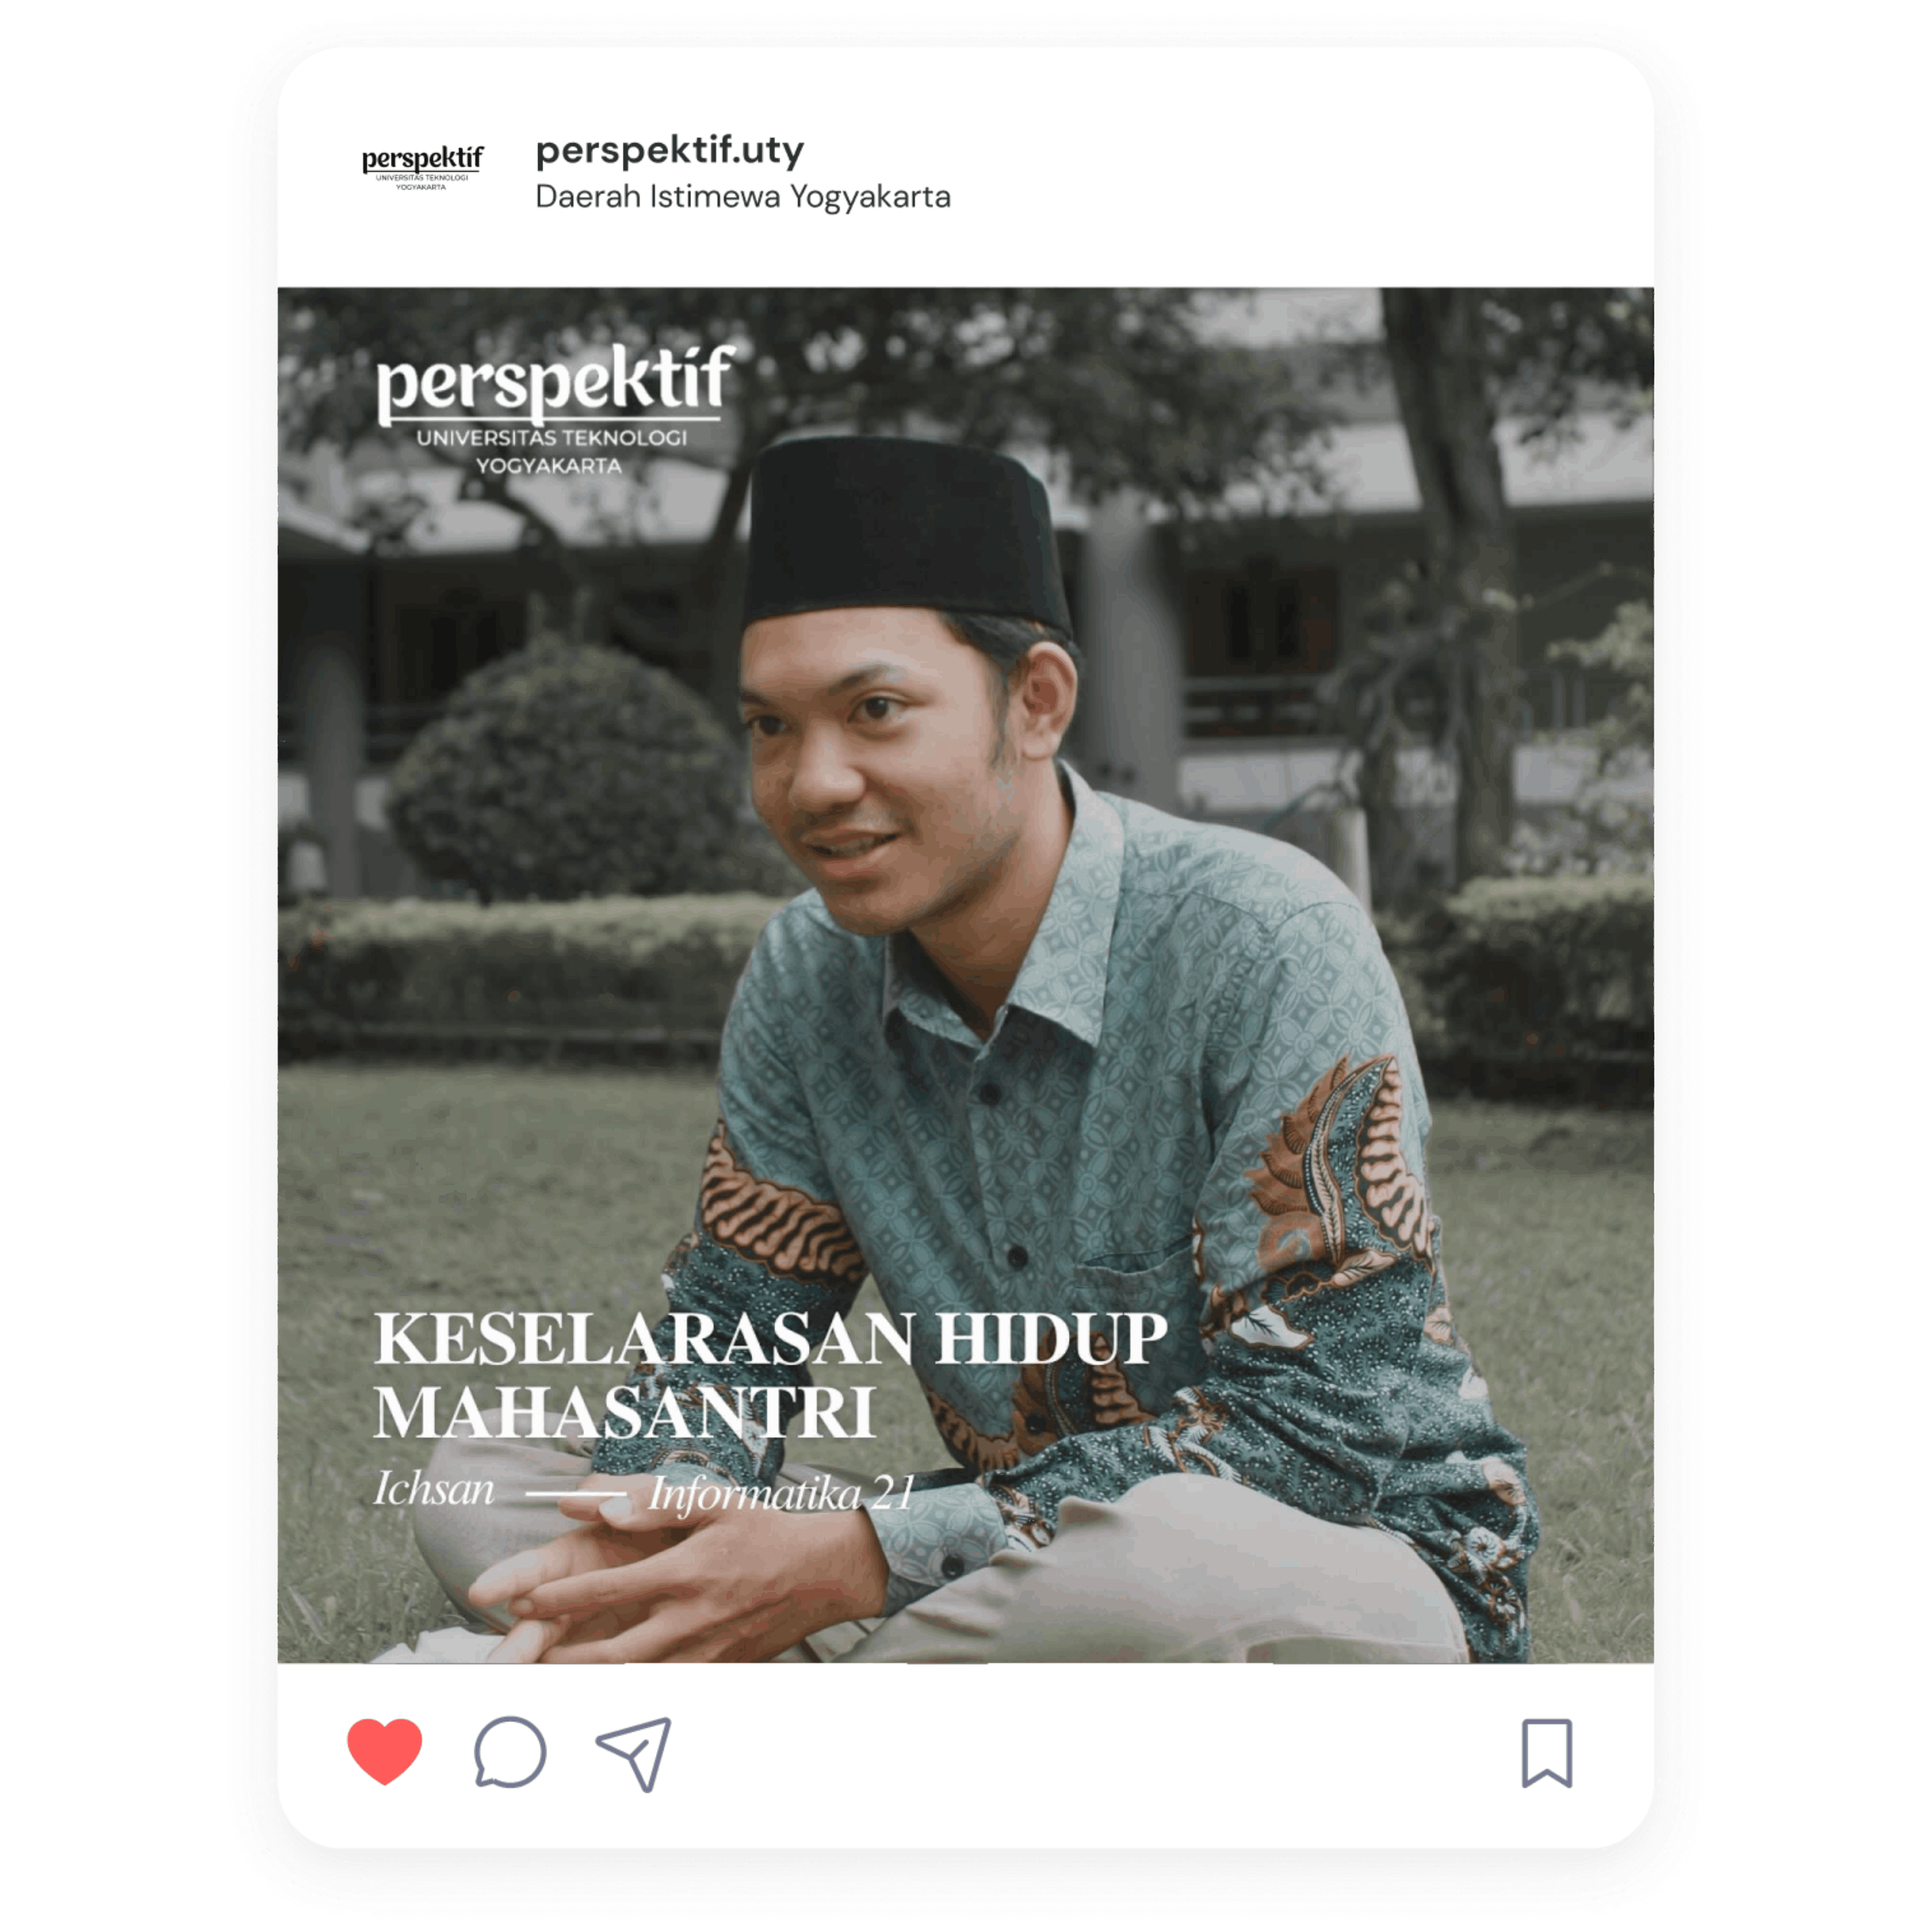 perspektif
UNIVERSITAS TEKNOLOGI
YOGYAKARTA
perspektif.uty
Daerah Istimewa Yogyakarta
perspektif
UNIVERSITAS TEKNOLOGI
YOGYAKARTA
KESELARASAN HIDUP
MAHASANTRI
Ichsan — Informatika 21